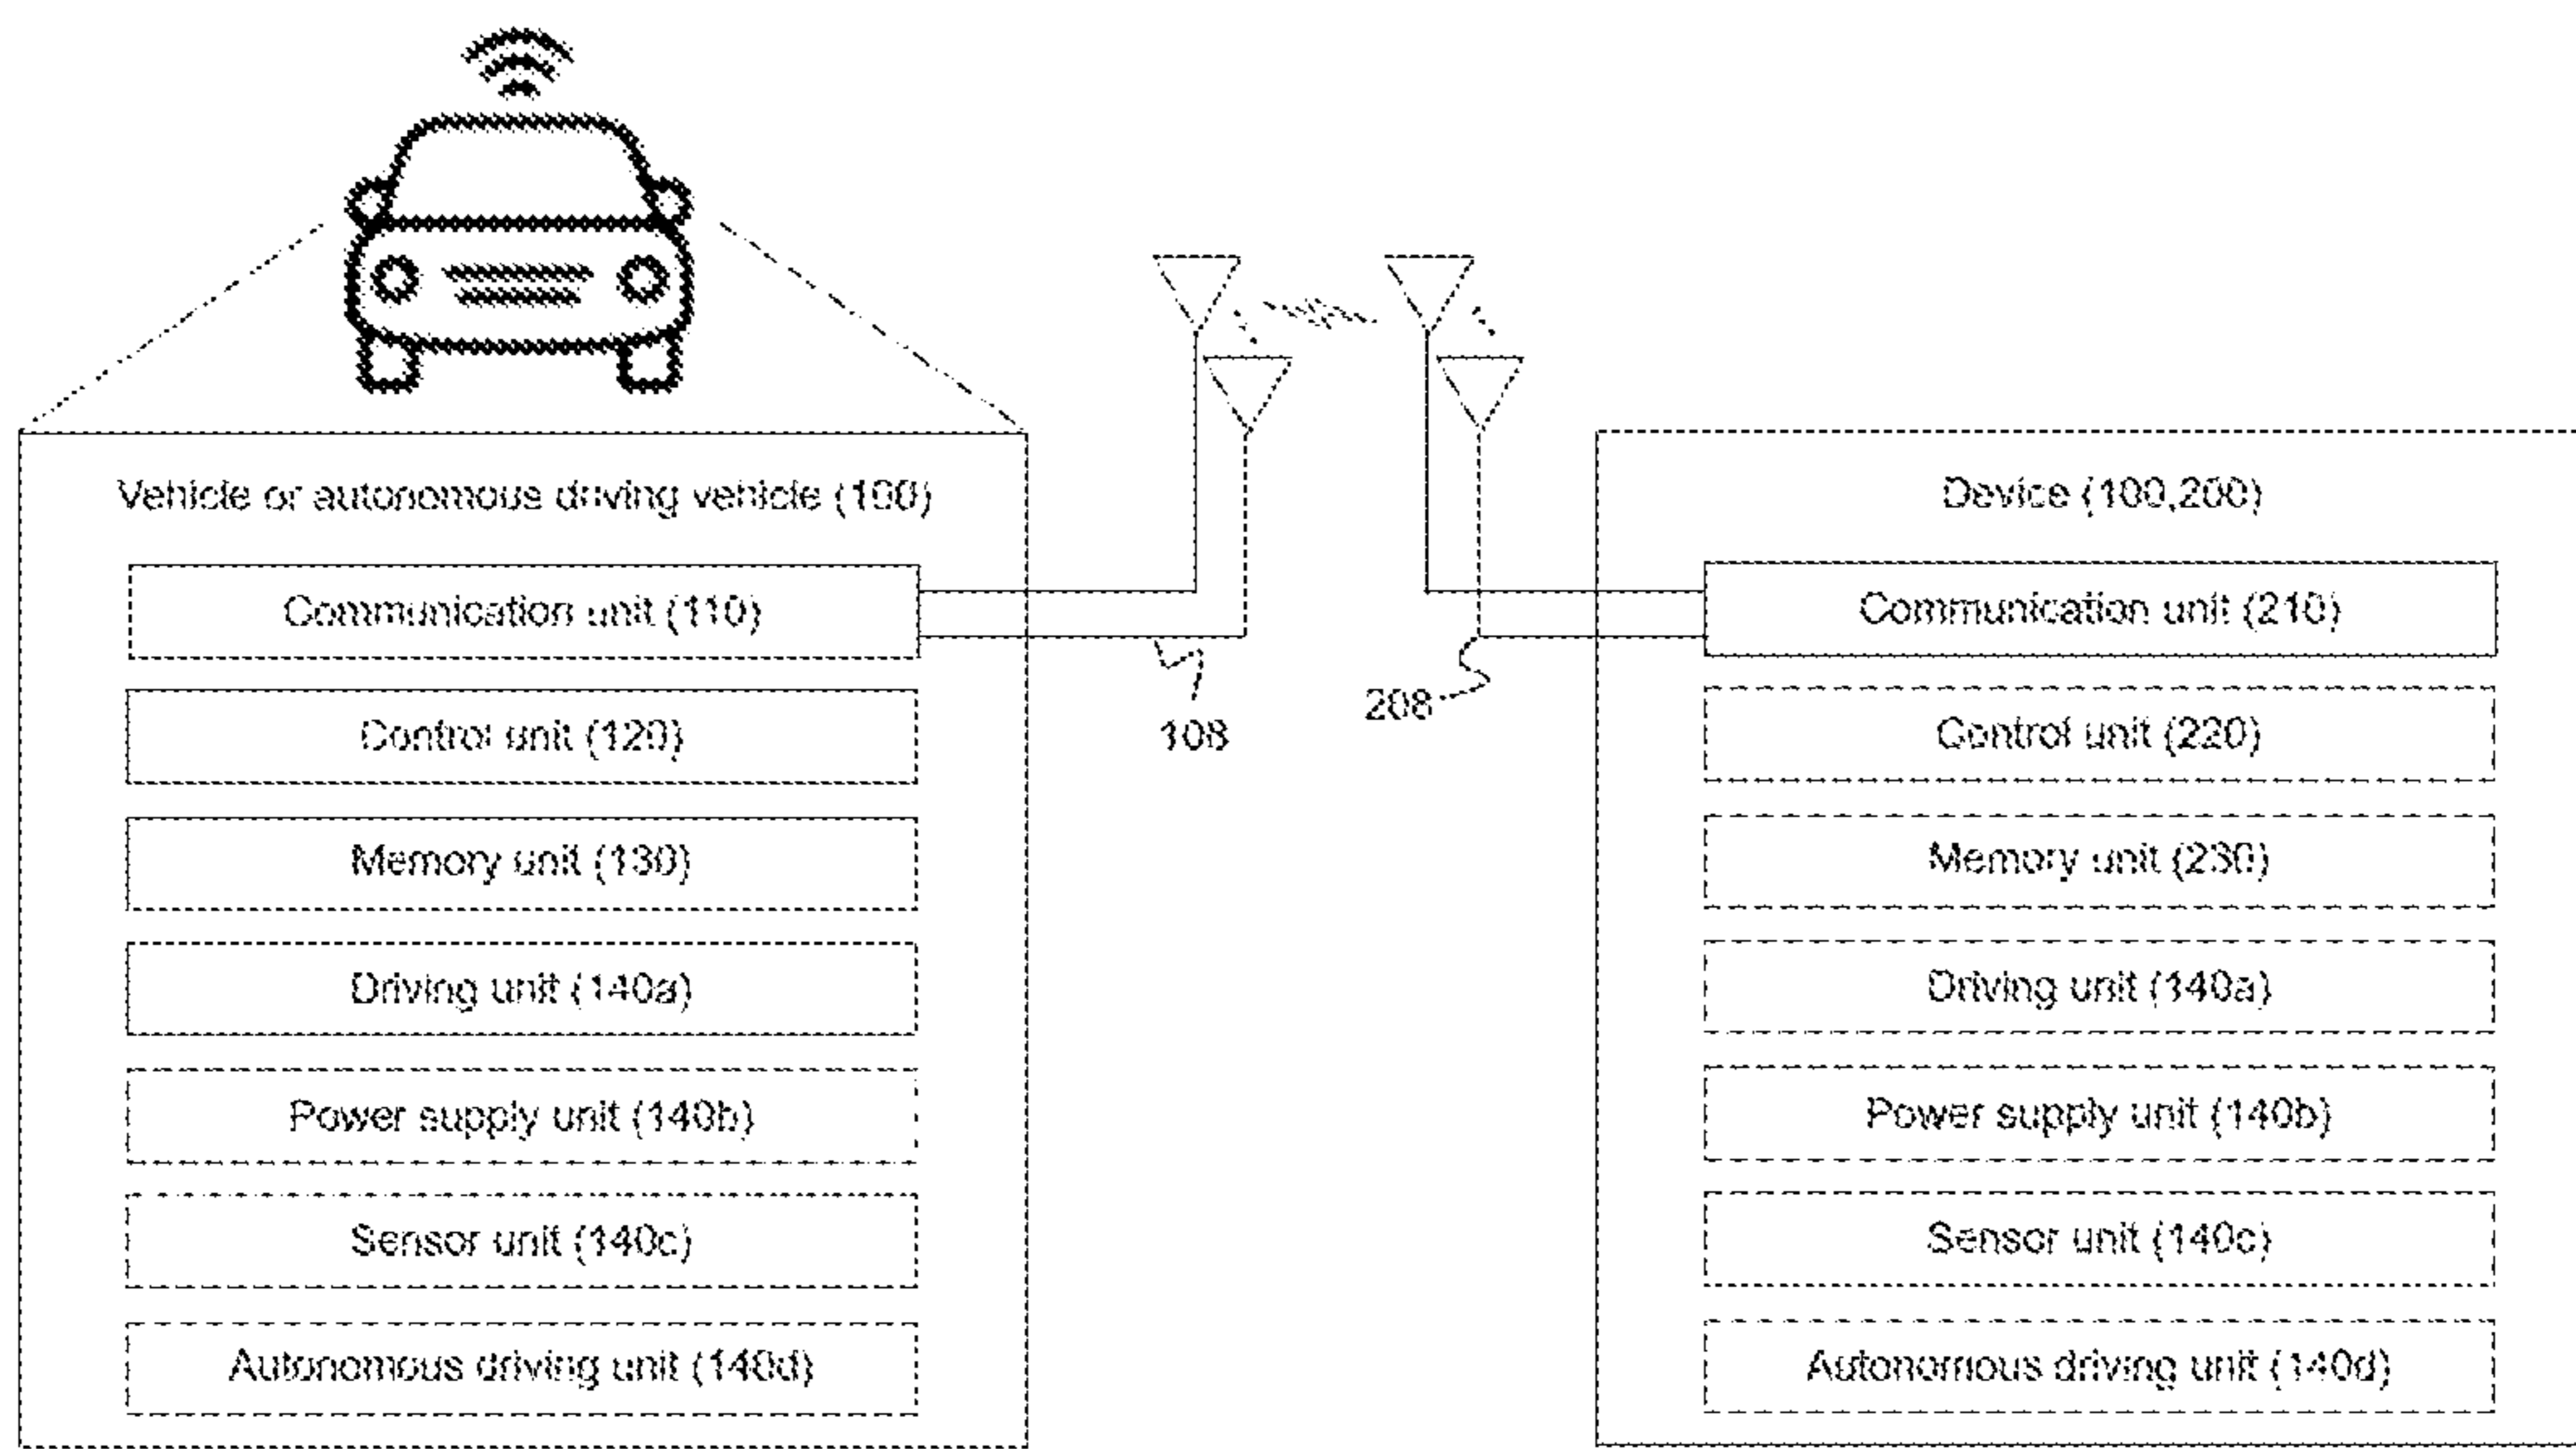 Vehicle or autonomous driving vehicle (100)
Communication unit (110)
Control unit (120)
Memory unit (130)
Driving unit (140a)
Power supply unit (140b)
Sensor unit (140c)
Autonomous driving unit (140d)
108
208
Device (100,200)
Communication unit (210)
Control unit (220)
Memory unit (230)
Driving unit (140a)
Power supply unit (140b)
Sensor unit (140c)
Autonomous driving unit (140d)